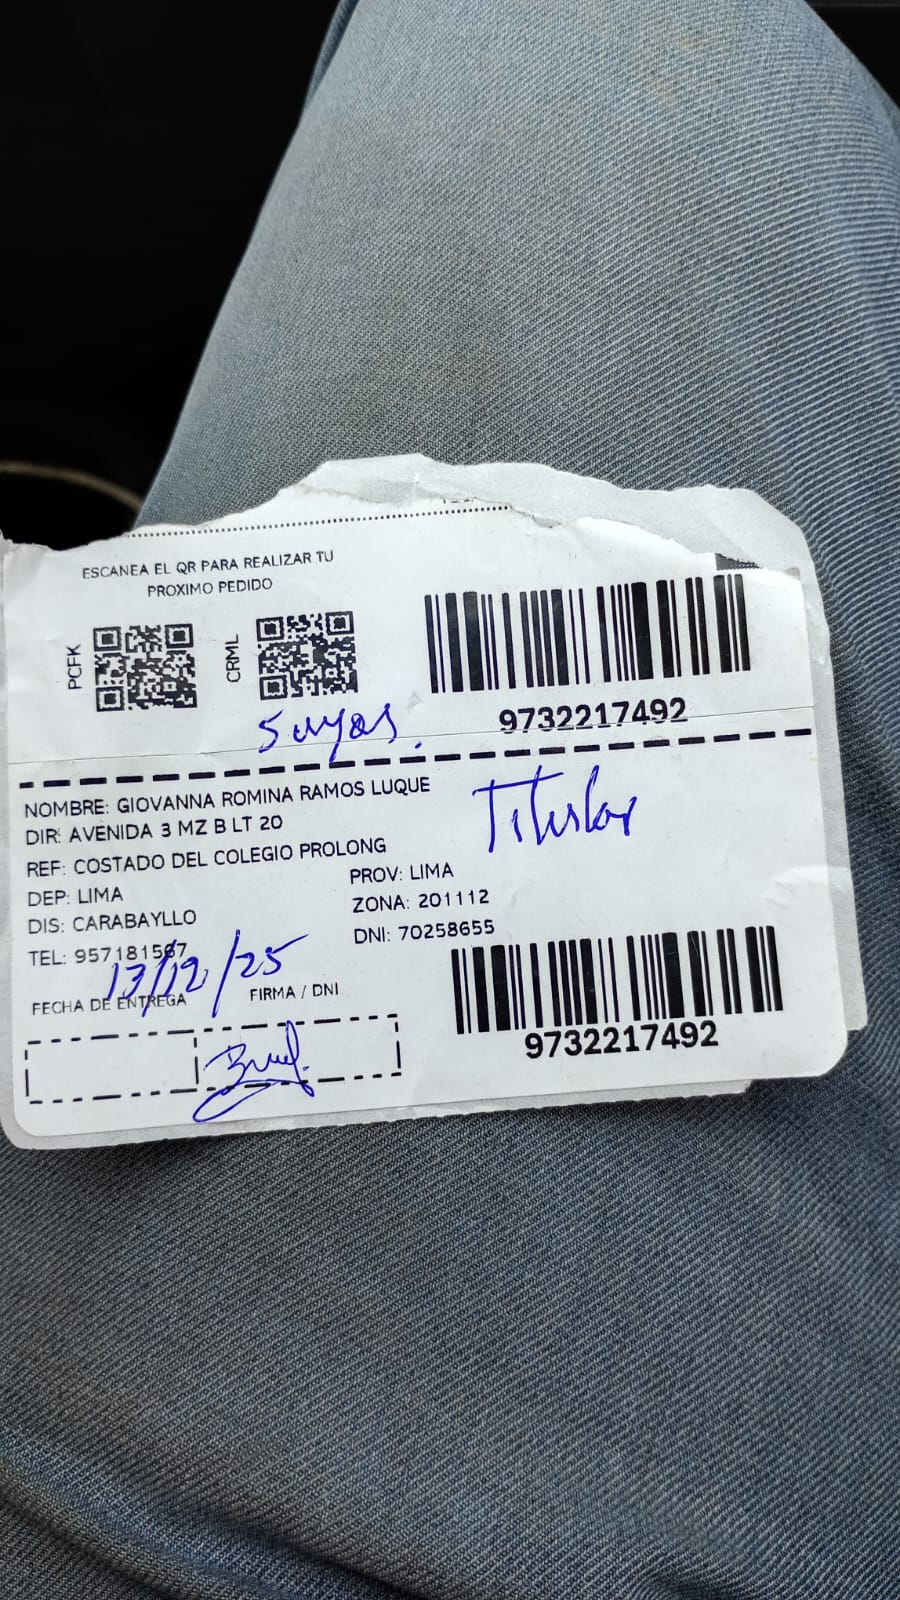 ESCANEA EL QR PARA REALIZAR TU
PROXIMO PEDIDO
PCFK
CRML
9732217492
NOMBRE: GIOVANNA ROMINA RAMOS LUQUE
Titular
DIR: AVENIDA 3 MZ B LT 20
REF: COSTADO DEL COLEGIO PROLONG
DEP: LIMA
PROV: LIMA
DIS: CARABAYLLO
ZONA: 201112
TEL: 957181567
DNI: 70258655
13/12/25
FECHA DE ENTREGA
FIRMA / DNI
9732217492